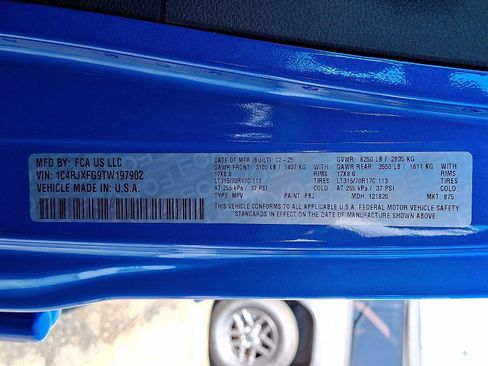 MFD BY: FCA US LLC
VIN: 1C4RJXFG9TW197902
VEHICLE MADE IN: U.S.A.
DATE OF MFR (BUILT): 12-25
GVWR: 6250 LB / 2835 KG
GAWR FRONT: 3100 LB / 1407 KG
GAWR REAR: 3550 LB / 1611 KG
17X8.0 RIMS
17X8.0 RIMS
LT315/70R17C 113 TIRES
LT315/70R17C 113 TIRES
AT 255 kPa / 37 PSI
AT 255 kPa / 37 PSI
TYPE: MPV PAINT: PBJ MDH: 121820 MKT: 875
THIS VEHICLE CONFORMS TO ALL APPLICABLE U.S.A. FEDERAL MOTOR VEHICLE SAFETY
STANDARDS IN EFFECT ON THE DATE OF MANUFACTURE SHOWN ABOVE.